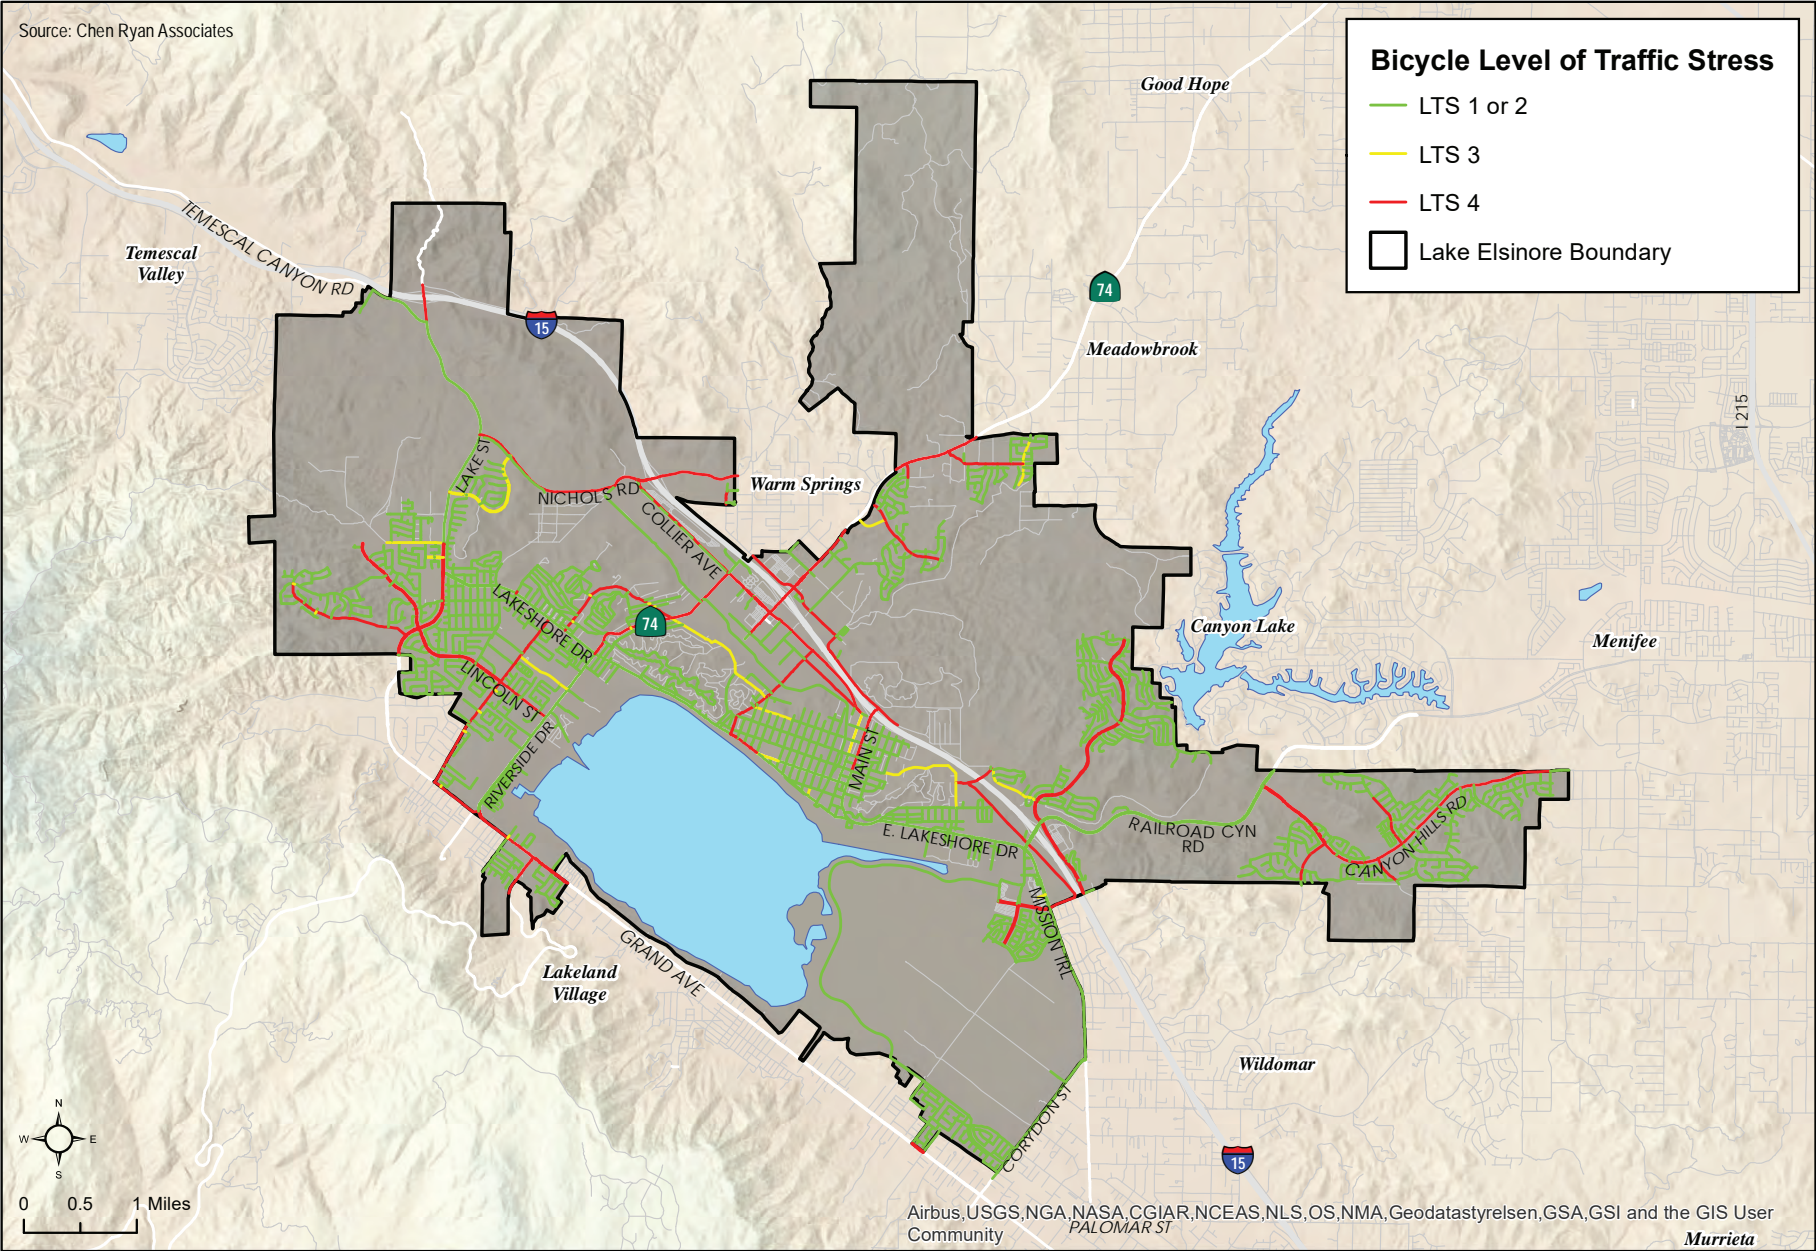 Source: Chen Ryan Associates
Bicycle Level of Traffic Stress
LTS 1 or 2
LTS 3
LTS 4
Lake Elsinore Boundary
Good Hope
TEMESCAL CANYON RD
Temescal
Valley
15
74
Meadowbrook
I 215
LAKE ST
NICHOLS RD
Warm Springs
COLLIER AVE
LAKESHORE DR
74
Canyon Lake
Menifee
LINCOLN ST
RIVERSIDE DR
MAIN ST
E. LAKESHORE DR
RAILROAD CYN
RD
CANYON HILLS RD
MISSION TRL
GRAND AVE
Lakeland
Village
Wildomar
CORYDON ST
15
N
W
E
S
0
0.5
1 Miles
Airbus,USGS,NGA,NASA,CGIAR,NCEAS,NLS,OS,NMA,Geodatastyrelsen,GSA,GSI and the GIS User
Community
PALOMAR ST
Murrieta